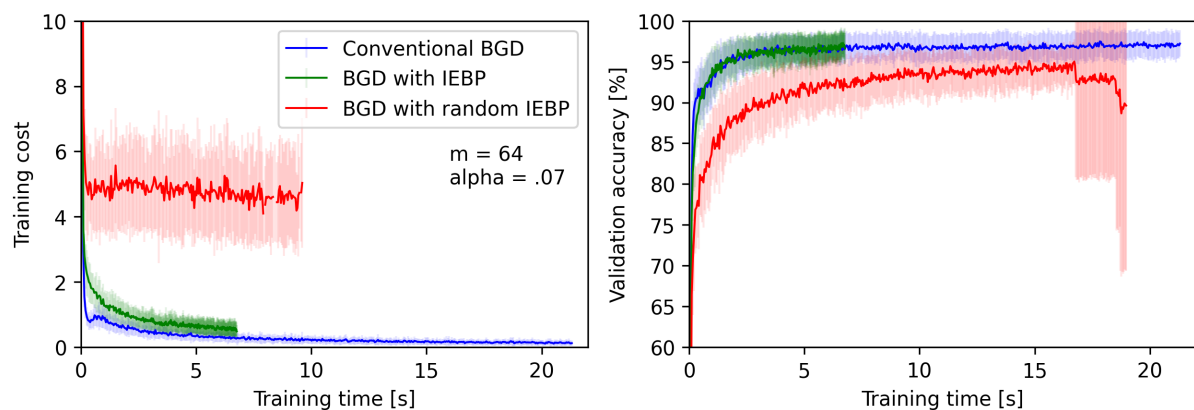 10
8
6
4
2
0
Training cost
Conventional BGD
BGD with IEBP
BGD with random IEBP
m = 64
alpha = .07
0 5 10 15 20
Training time [s]
100
95
90
85
80
75
70
65
60
Validation accuracy [%]
0 5 10 15 20
Training time [s]